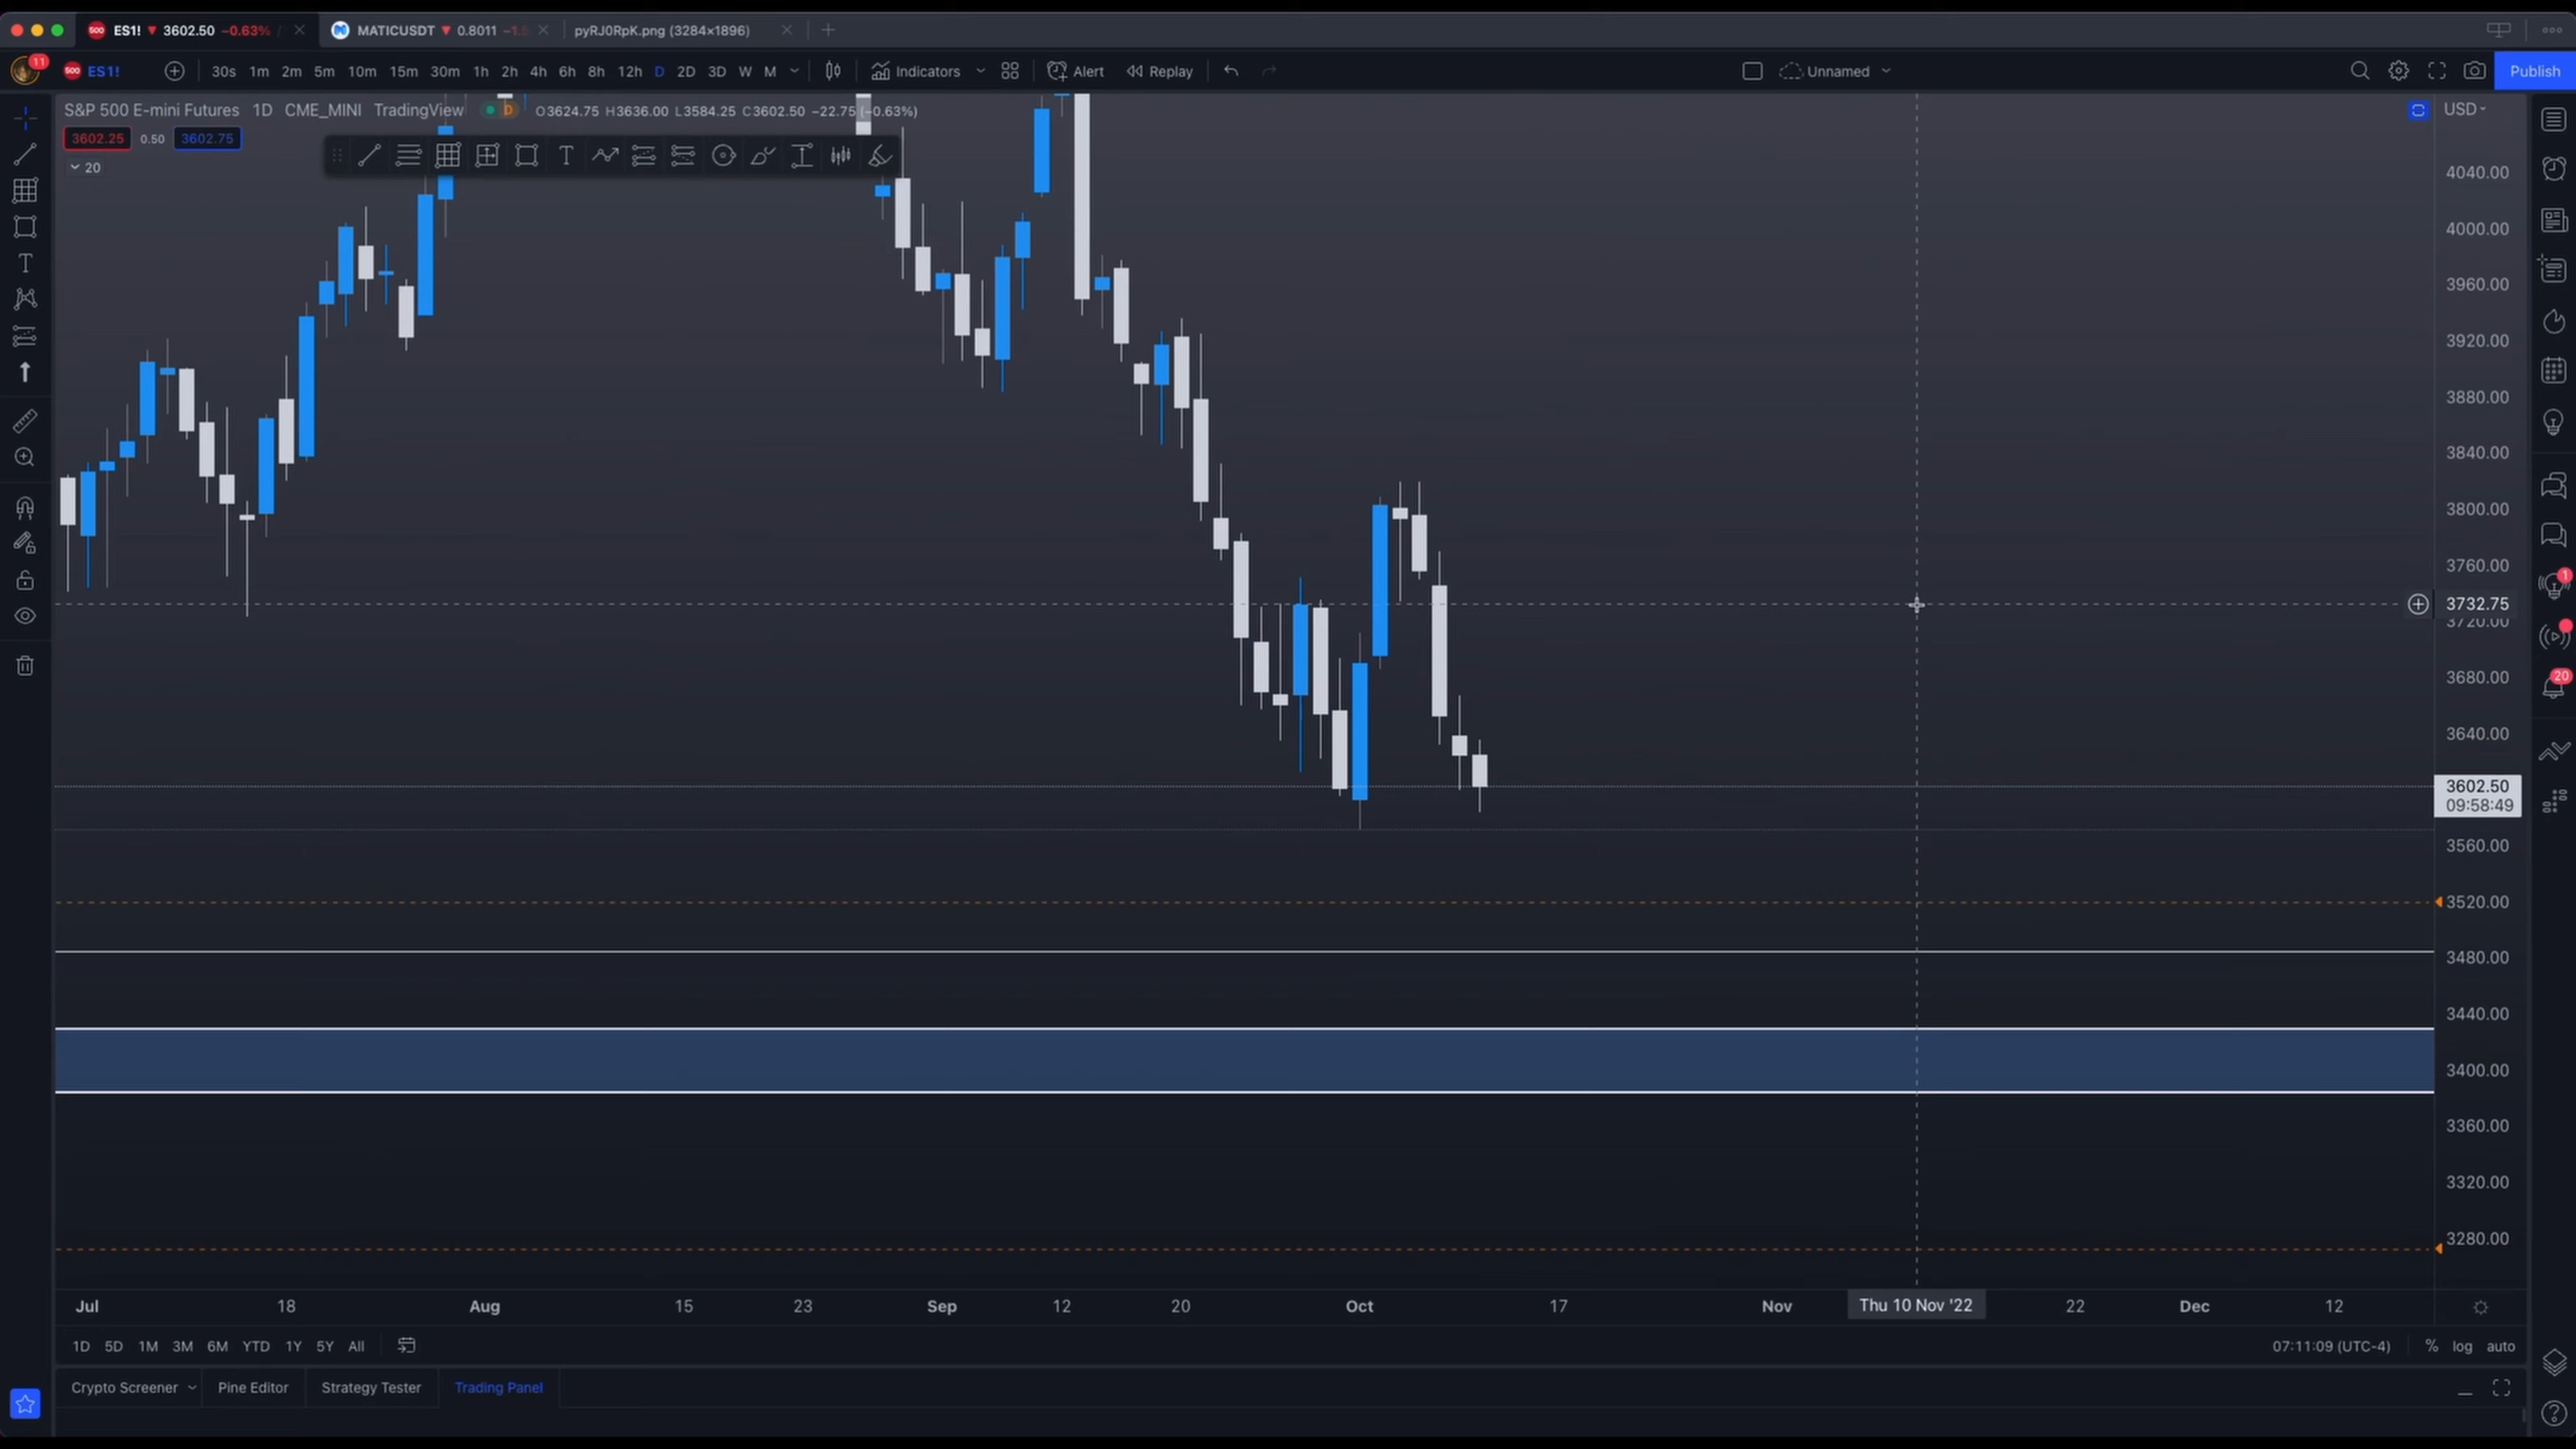 ES1! ▼ 3602.50 −0.63% /
MATICUSDT ▼ 0.8011
pyRJ0RpK.png (3284×1896)
11
500 ES1!
30s 1m 2m 5m 10m 15m 30m 1h 2h 4h 6h 8h 12h D 2D 3D W M
Indicators
Alert
Replay
Unnamed
Publish
S&P 500 E-mini Futures 1D CME_MINI TradingView
D
O3624.75 H3636.00 L3584.25 C3602.50 −22.75 (−0.63%)
USD
3602.25 0.50 3602.75
20
4040.00
4000.00
3960.00
3920.00
3880.00
3840.00
3800.00
3760.00
3732.75
3720.00
3680.00
3640.00
3602.50
09:58:49
3560.00
3520.00
3480.00
3440.00
3400.00
3360.00
3320.00
3280.00
1
20
Jul 18 Aug 15 23 Sep 12 20 Oct 17 Nov Thu 10 Nov '22 22 Dec 12
1D 5D 1M 3M 6M YTD 1Y 5Y All
07:11:09 (UTC-4) % log auto
Crypto Screener Pine Editor Strategy Tester Trading Panel